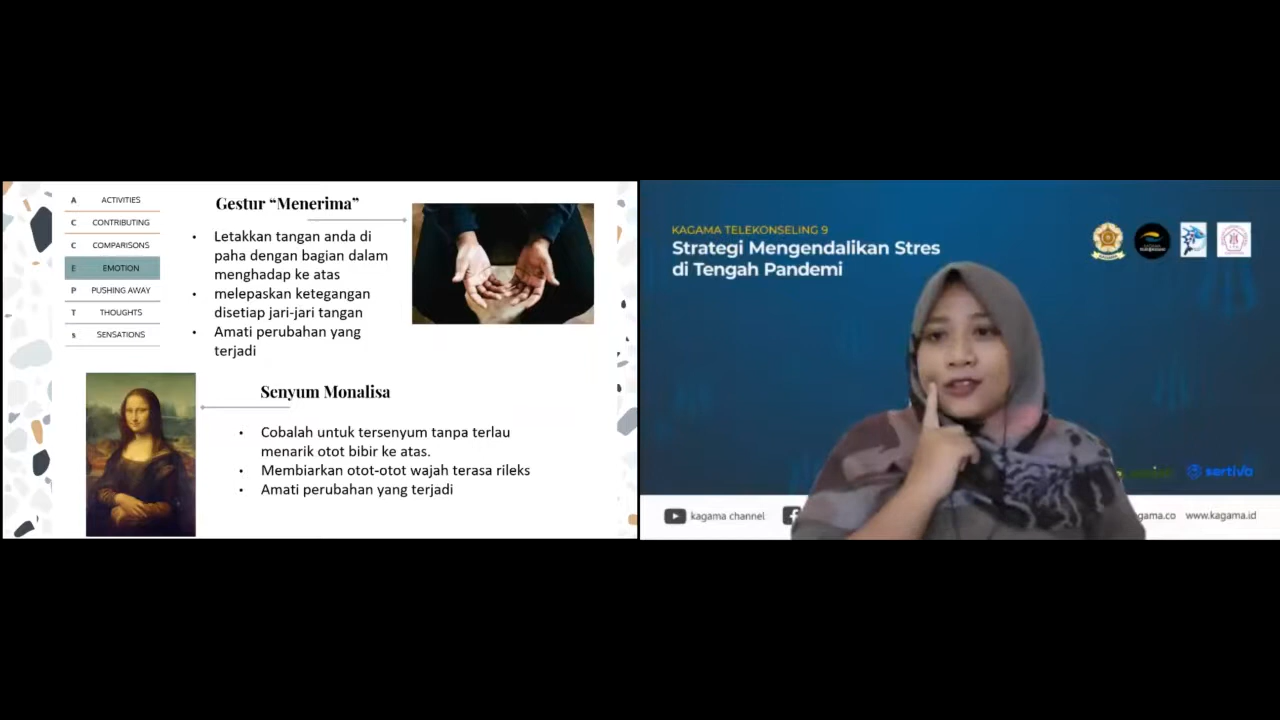 A ACTIVITIES
C CONTRIBUTING
C COMPARISONS
E EMOTION
P PUSHING AWAY
T THOUGHTS
s SENSATIONS
Gestur “Menerima”
• Letakkan tangan anda di
paha dengan bagian dalam
menghadap ke atas
• melepaskan ketegangan
disetiap jari-jari tangan
• Amati perubahan yang
terjadi
Senyum Monalisa
• Cobalah untuk tersenyum tanpa terlau
menarik otot bibir ke atas.
• Membiarkan otot-otot wajah terasa rileks
• Amati perubahan yang terjadi
KAGAMA TELEKONSELING 9
Strategi Mengendalikan Stres
di Tengah Pandemi
sertiva
kagama channel
gama.co www.kagama.id